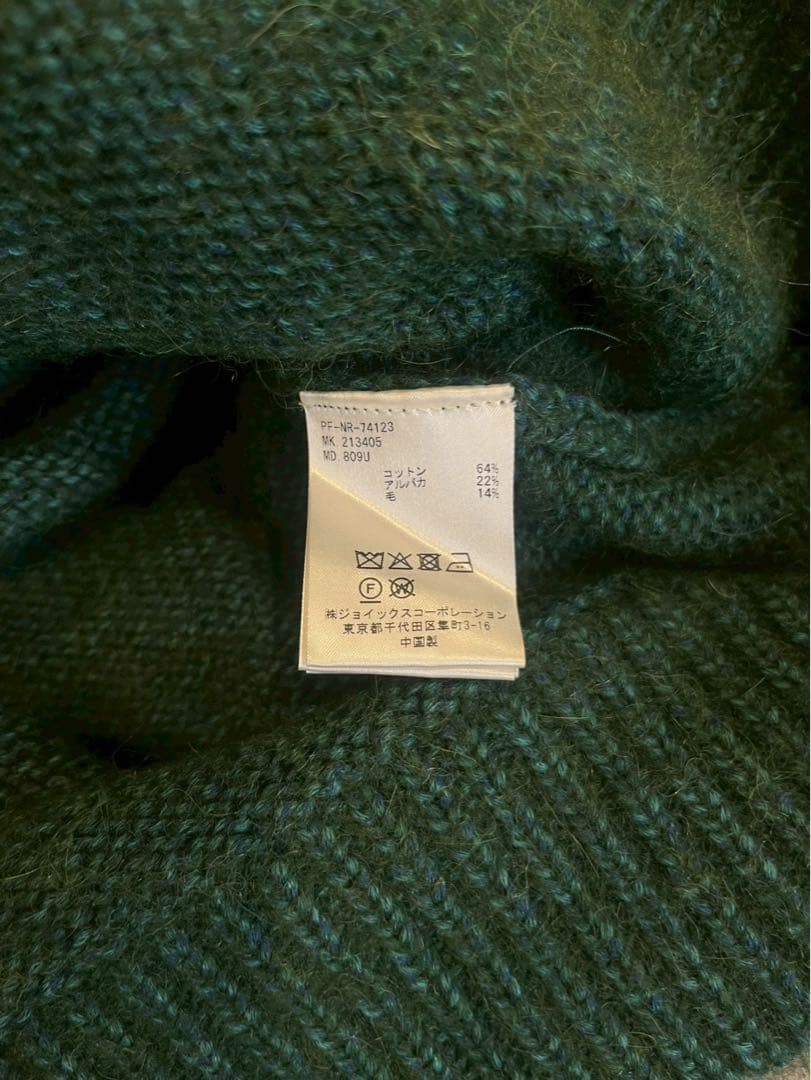 PF-NR-74123
MK. 213405
MD. 809U
コットン 64%
アルパカ 22%
毛 14%
F W
㈱ジョイックスコーポレーション
東京都千代田区隼町3-16
中国製